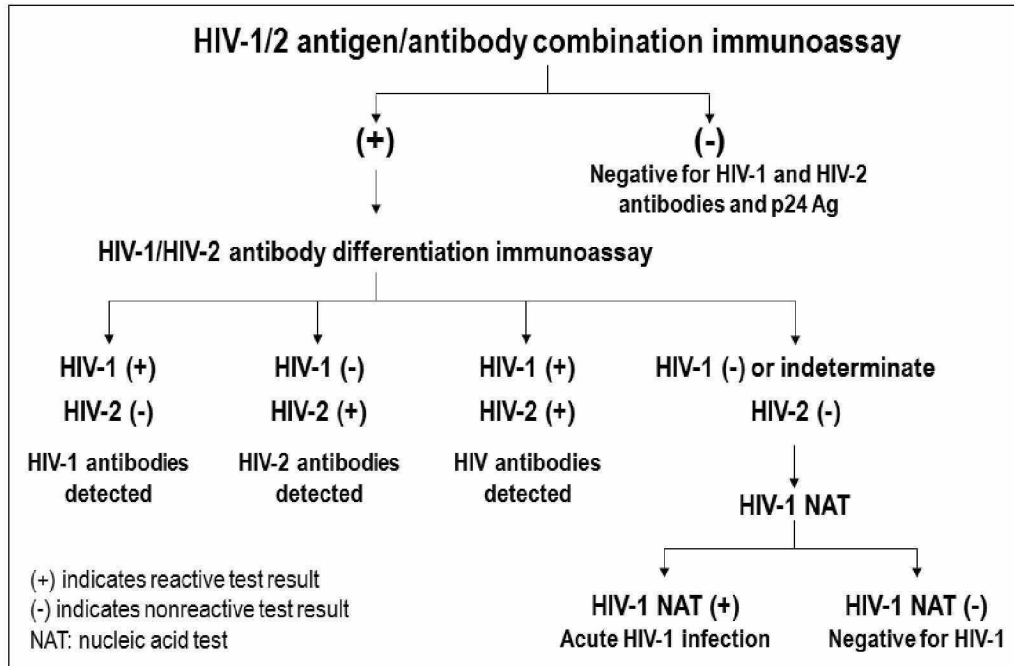 HIV-1/2 antigen/antibody combination immunoassay
(+)
(-)
Negative for HIV-1 and HIV-2
antibodies and p24 Ag
HIV-1/HIV-2 antibody differentiation immunoassay
HIV-1 (+)
HIV-2 (-)
HIV-1 antibodies
detected
HIV-1 (-)
HIV-2 (+)
HIV-2 antibodies
detected
HIV-1 (+)
HIV-2 (+)
HIV antibodies
detected
HIV-1 (-) or indeterminate
HIV-2 (-)
HIV-1 NAT
HIV-1 NAT (+)
Acute HIV-1 infection
HIV-1 NAT (-)
Negative for HIV-1
(+) indicates reactive test result
(-) indicates nonreactive test result
NAT: nucleic acid test